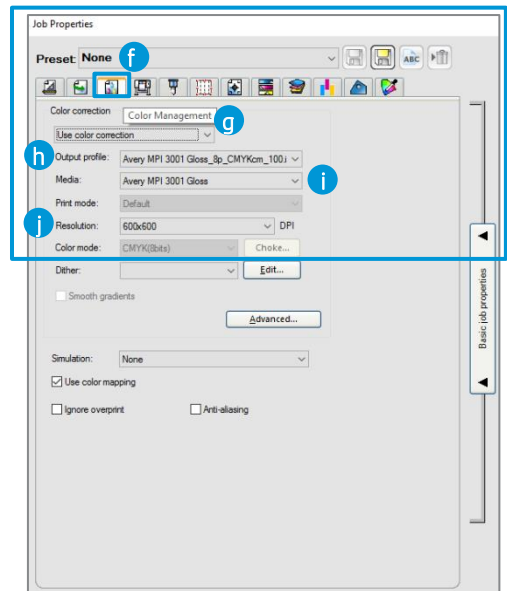 Job Properties
Preset: None
f
ABC
Color correction
Color Management
g
Use color correction
h
Output profile: Avery MPI 3001 Gloss_8p_CMYKcm_100.i
Media: Avery MPI 3001 Gloss
i
Print mode: Default
j
Resolution: 600x600 DPI
Color mode: CMYK(8bits) Choke...
Dither: Edit...
Smooth gradients
Advanced...
Basic job properties
Simulation: None
Use color mapping
Ignore overprint Anti-aliasing